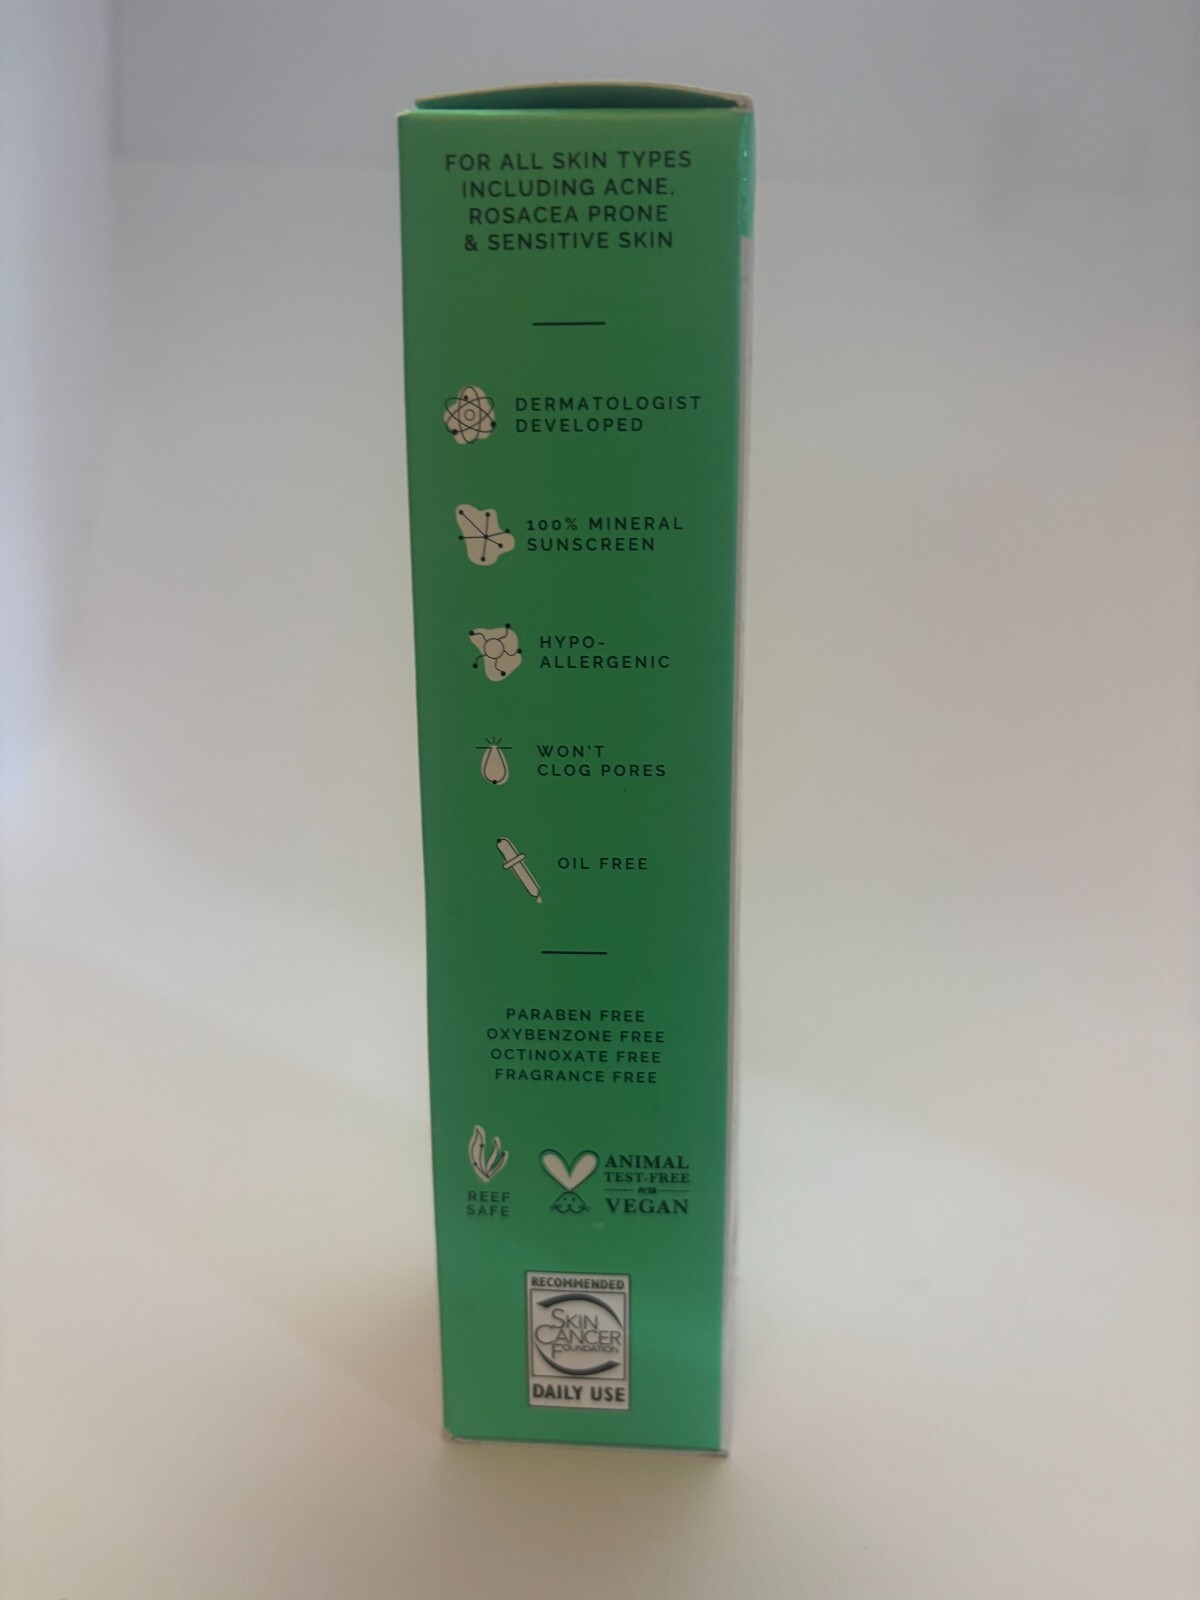 FOR ALL SKIN TYPES
INCLUDING ACNE,
ROSACEA PRONE
& SENSITIVE SKIN
DERMATOLOGIST
DEVELOPED
100% MINERAL
SUNSCREEN
HYPO-
ALLERGENIC
WON'T
CLOG PORES
OIL FREE
PARABEN FREE
OXYBENZONE FREE
OCTINOXATE FREE
FRAGRANCE FREE
REEF
SAFE
ANIMAL
TEST-FREE
PETA
VEGAN
RECOMMENDED
SKIN
CANCER
FOUNDATION
DAILY USE